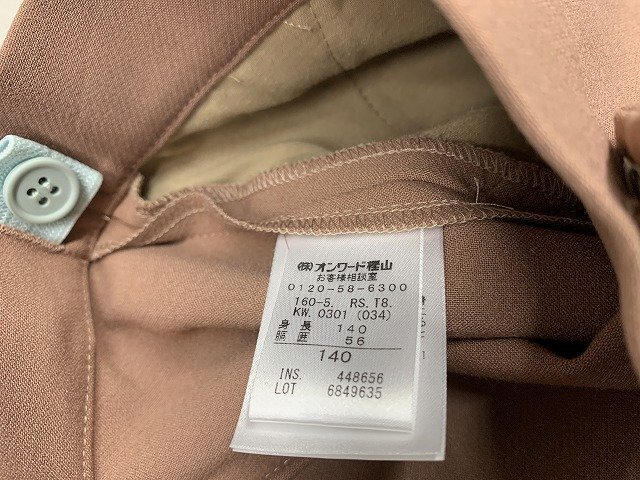 ㈱オンワード樫山
お客様相談室
0120-58-6300
160-5. RS. T8.
KW. 0301 (034)
身長 140
胴囲 56
140
INS. 448656
LOT 6849635